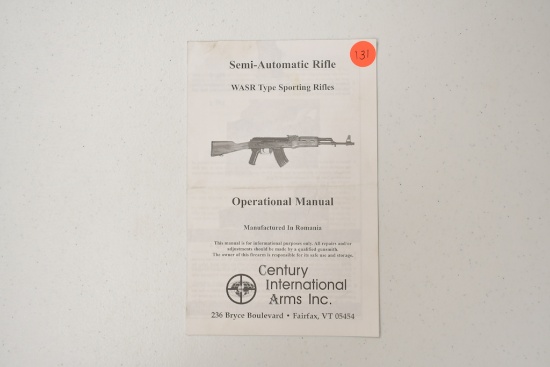 131
Semi-Automatic Rifle
WASR Type Sporting Rifles
Operational Manual
Manufactured In Romania
This manual is for informational purposes only. All repairs and/or
adjustments should be made by a qualified gunsmith.
The owner of this firearm is responsible for its safe use and storage.
Century
International
Arms Inc.
236 Bryce Boulevard • Fairfax, VT 05454